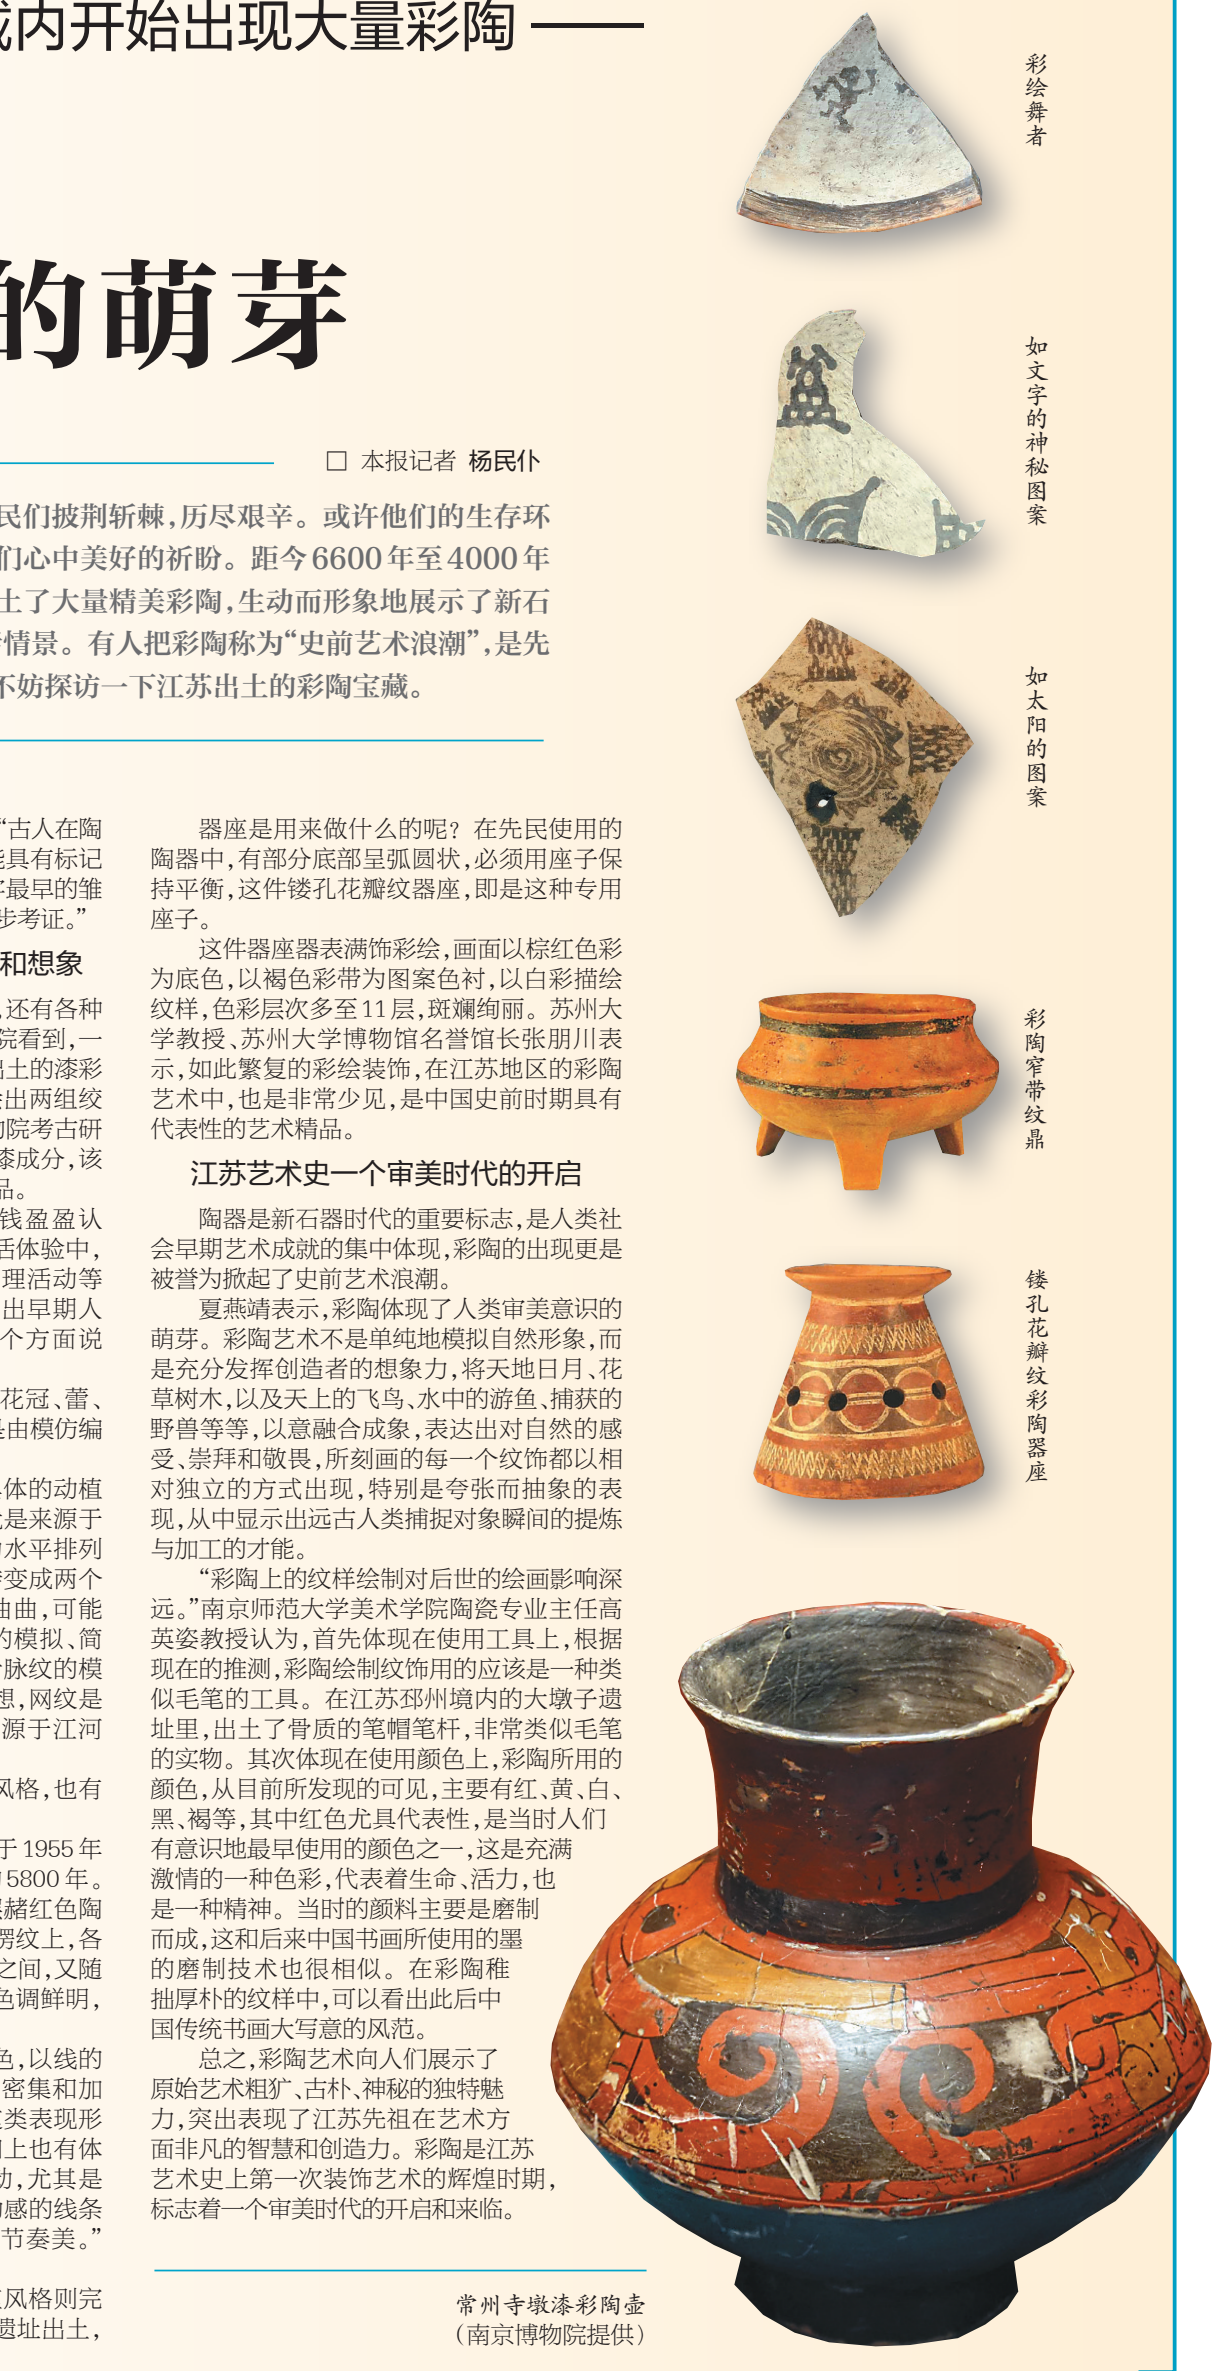 域内开始出现大量彩陶——
的萌芽
□ 本报记者 杨民仆
民们披荆斩棘,历尽艰辛。或许他们的生存环
们心中美好的祈盼。距今6600年至4000年
土了大量精美彩陶,生动而形象地展示了新石
情景。有人把彩陶称为“史前艺术浪潮”,是先
不妨探访一下江苏出土的彩陶宝藏。
“古人在陶
能具有标记
字最早的雏
步考证。”
和想象
,还有各种
院看到,一
出土的漆彩
绘出两组绞
物院考古研
漆成分,该
品。
钱盈盈认
活体验中,
理活动等
出早期人
个方面说
花冠、蕾、
是由模仿编
具体的动植
是来源于
水平排列
变成两个
曲曲,可能
的模拟、简
脉纹的模
想,网纹是
源于江河
风格,也有
于1955年
5800年。
赭红色陶
愣纹上,各
之间,又随
色调鲜明,
色,以线的
密集和加
这类表现形
上也有体
动,尤其是
动感的线条
节奏美。”
风格则完
遗址出土,
器座是用来做什么的呢?在先民使用的
陶器中,有部分底部呈弧圆状,必须用座子保
持平衡,这件镂孔花瓣纹器座,即是这种专用
座子。
这件器座器表满饰彩绘,画面以棕红色彩
为底色,以褐色彩带为图案色衬,以白彩描绘
纹样,色彩层次多至11层,斑斓绚丽。苏州大
学教授、苏州大学博物馆名誉馆长张朋川表
示,如此繁复的彩绘装饰,在江苏地区的彩陶
艺术中,也是非常少见,是中国史前时期具有
代表性的艺术精品。
江苏艺术史一个审美时代的开启
陶器是新石器时代的重要标志,是人类社
会早期艺术成就的集中体现,彩陶的出现更是
被誉为掀起了史前艺术浪潮。
夏燕靖表示,彩陶体现了人类审美意识的
萌芽。彩陶艺术不是单纯地模拟自然形象,而
是充分发挥创造者的想象力,将天地日月、花
草树木,以及天上的飞鸟、水中的游鱼、捕获的
野兽等等,以意融合成象,表达出对自然的感
受、崇拜和敬畏,所刻画的每一个纹饰都以相
对独立的方式出现,特别是夸张而抽象的表
现,从中显示出远古人类捕捉对象瞬间的提炼
与加工的才能。
“彩陶上的纹样绘制对后世的绘画影响深
远。”南京师范大学美术学院陶瓷专业主任高
英姿教授认为,首先体现在使用工具上,根据
现在的推测,彩陶绘制纹饰用的应该是一种类
似毛笔的工具。在江苏邳州境内的大墩子遗
址里,出土了骨质的笔帽笔杆,非常类似毛笔
的实物。其次体现在使用颜色上,彩陶所用的
颜色,从目前所发现的可见,主要有红、黄、白、
黑、褐等,其中红色尤具代表性,是当时人们
有意识地最早使用的颜色之一,这是充满
激情的一种色彩,代表着生命、活力,也
是一种精神。当时的颜料主要是磨制
而成,这和后来中国书画所使用的墨
的磨制技术也很相似。在彩陶稚
拙厚朴的纹样中,可以看出此后中
国传统书画大写意的风范。
总之,彩陶艺术向人们展示了
原始艺术粗犷、古朴、神秘的独特魅
力,突出表现了江苏先祖在艺术方
面非凡的智慧和创造力。彩陶是江苏
艺术史上第一次装饰艺术的辉煌时期,
标志着一个审美时代的开启和来临。
彩绘舞者
如文字的神秘图案
如太阳的图案
彩陶窄带纹鼎
镂孔花瓣纹彩陶器座
常州寺墩漆彩陶壶
(南京博物院提供)